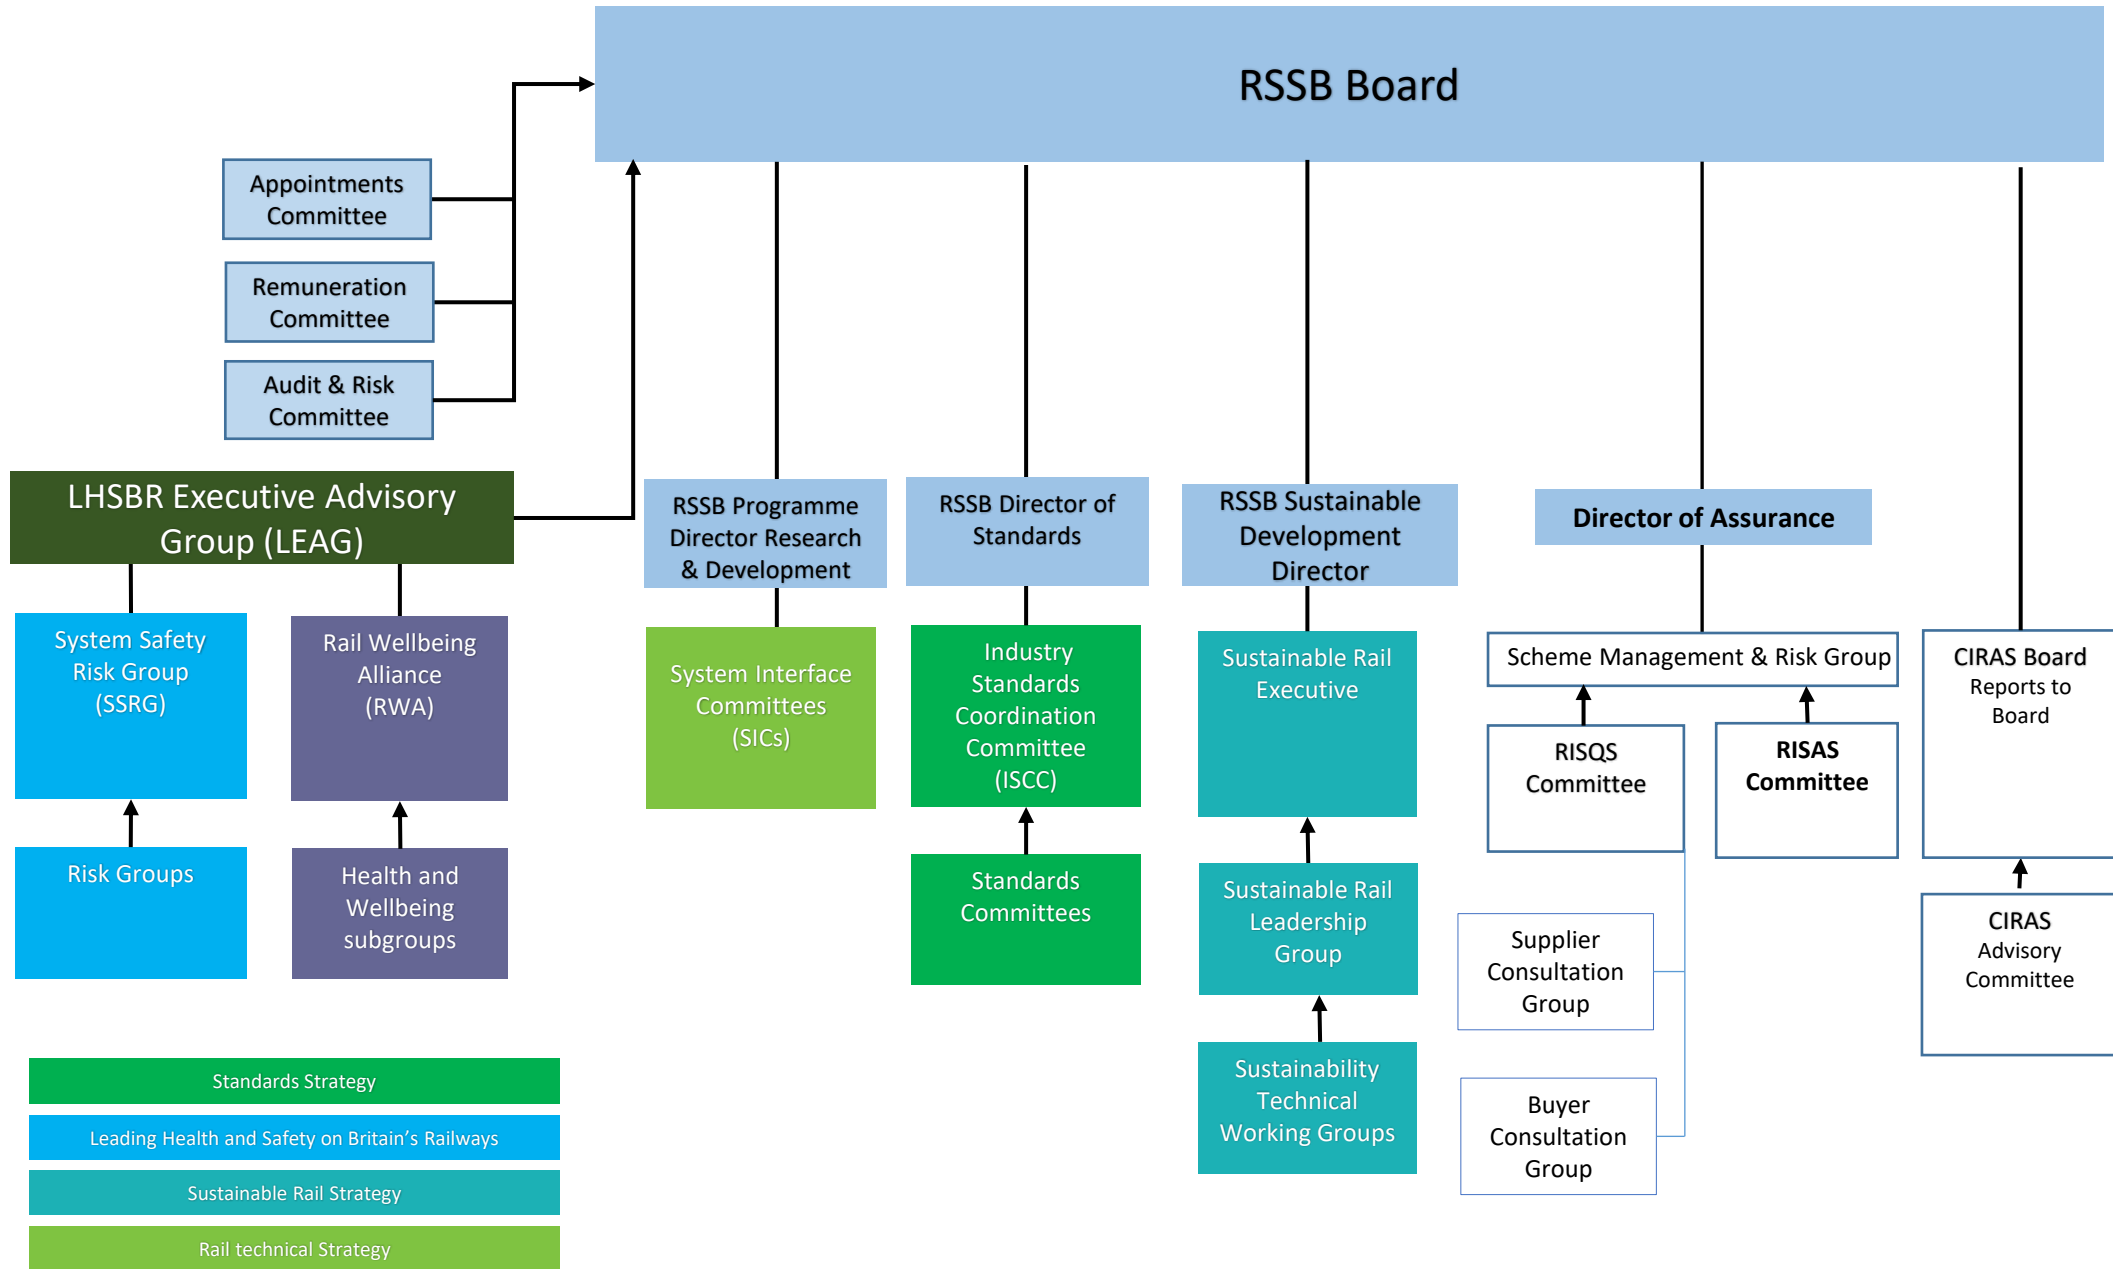 RSSB Board
Appointments
Committee
Remuneration
Committee
Audit & Risk
Committee
LHSBR Executive Advisory
Group (LEAG)
RSSB Programme
Director Research
& Development
RSSB Director of
Standards
RSSB Sustainable
Development
Director
Director of Assurance
System Safety
Risk Group
(SSRG)
Rail Wellbeing
Alliance
(RWA)
System Interface
Committees
(SICs)
Industry
Standards
Coordination
Committee
(ISCC)
Sustainable Rail
Executive
Scheme Management & Risk Group
CIRAS Board
Reports to
Board
RISQS
Committee
RISAS
Committee
Risk Groups
Health and
Wellbeing
subgroups
Standards
Committees
Sustainable Rail
Leadership
Group
Supplier
Consultation
Group
CIRAS
Advisory
Committee
Sustainability
Technical
Working Groups
Buyer
Consultation
Group
Standards Strategy
Leading Health and Safety on Britain’s Railways
Sustainable Rail Strategy
Rail technical Strategy